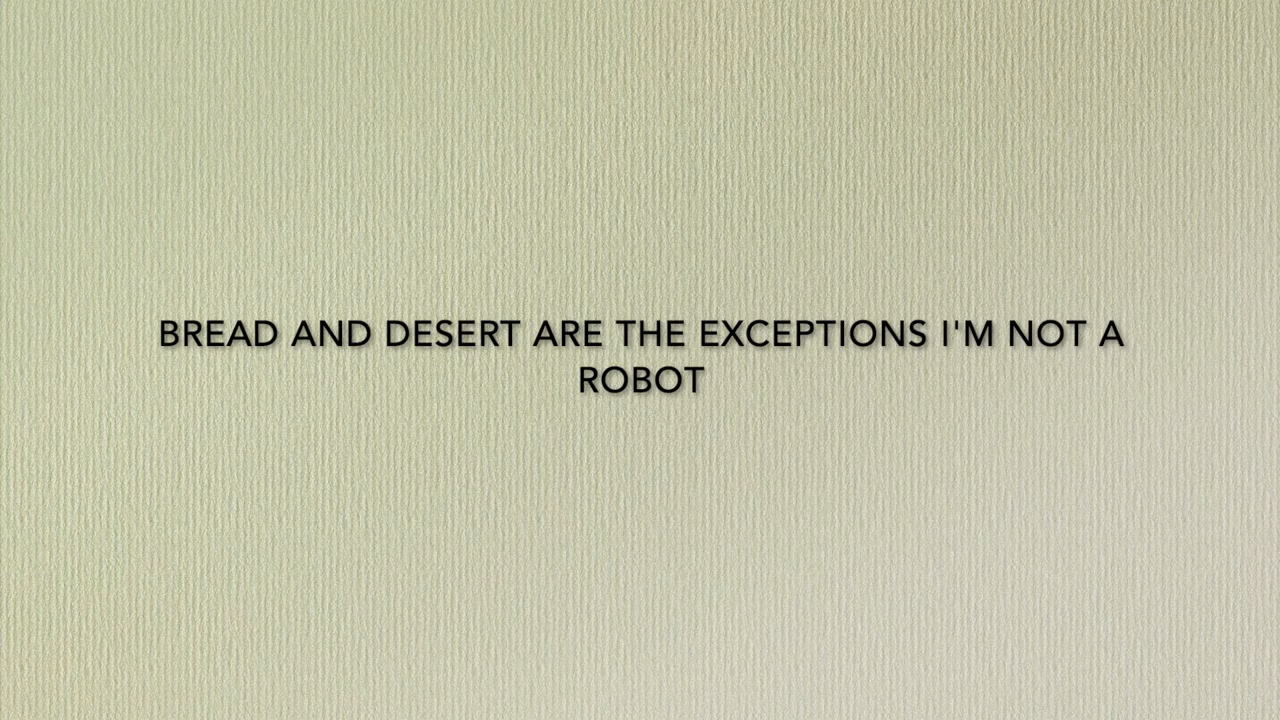 BREAD AND DESERT ARE THE EXCEPTIONS I'M NOT A
ROBOT